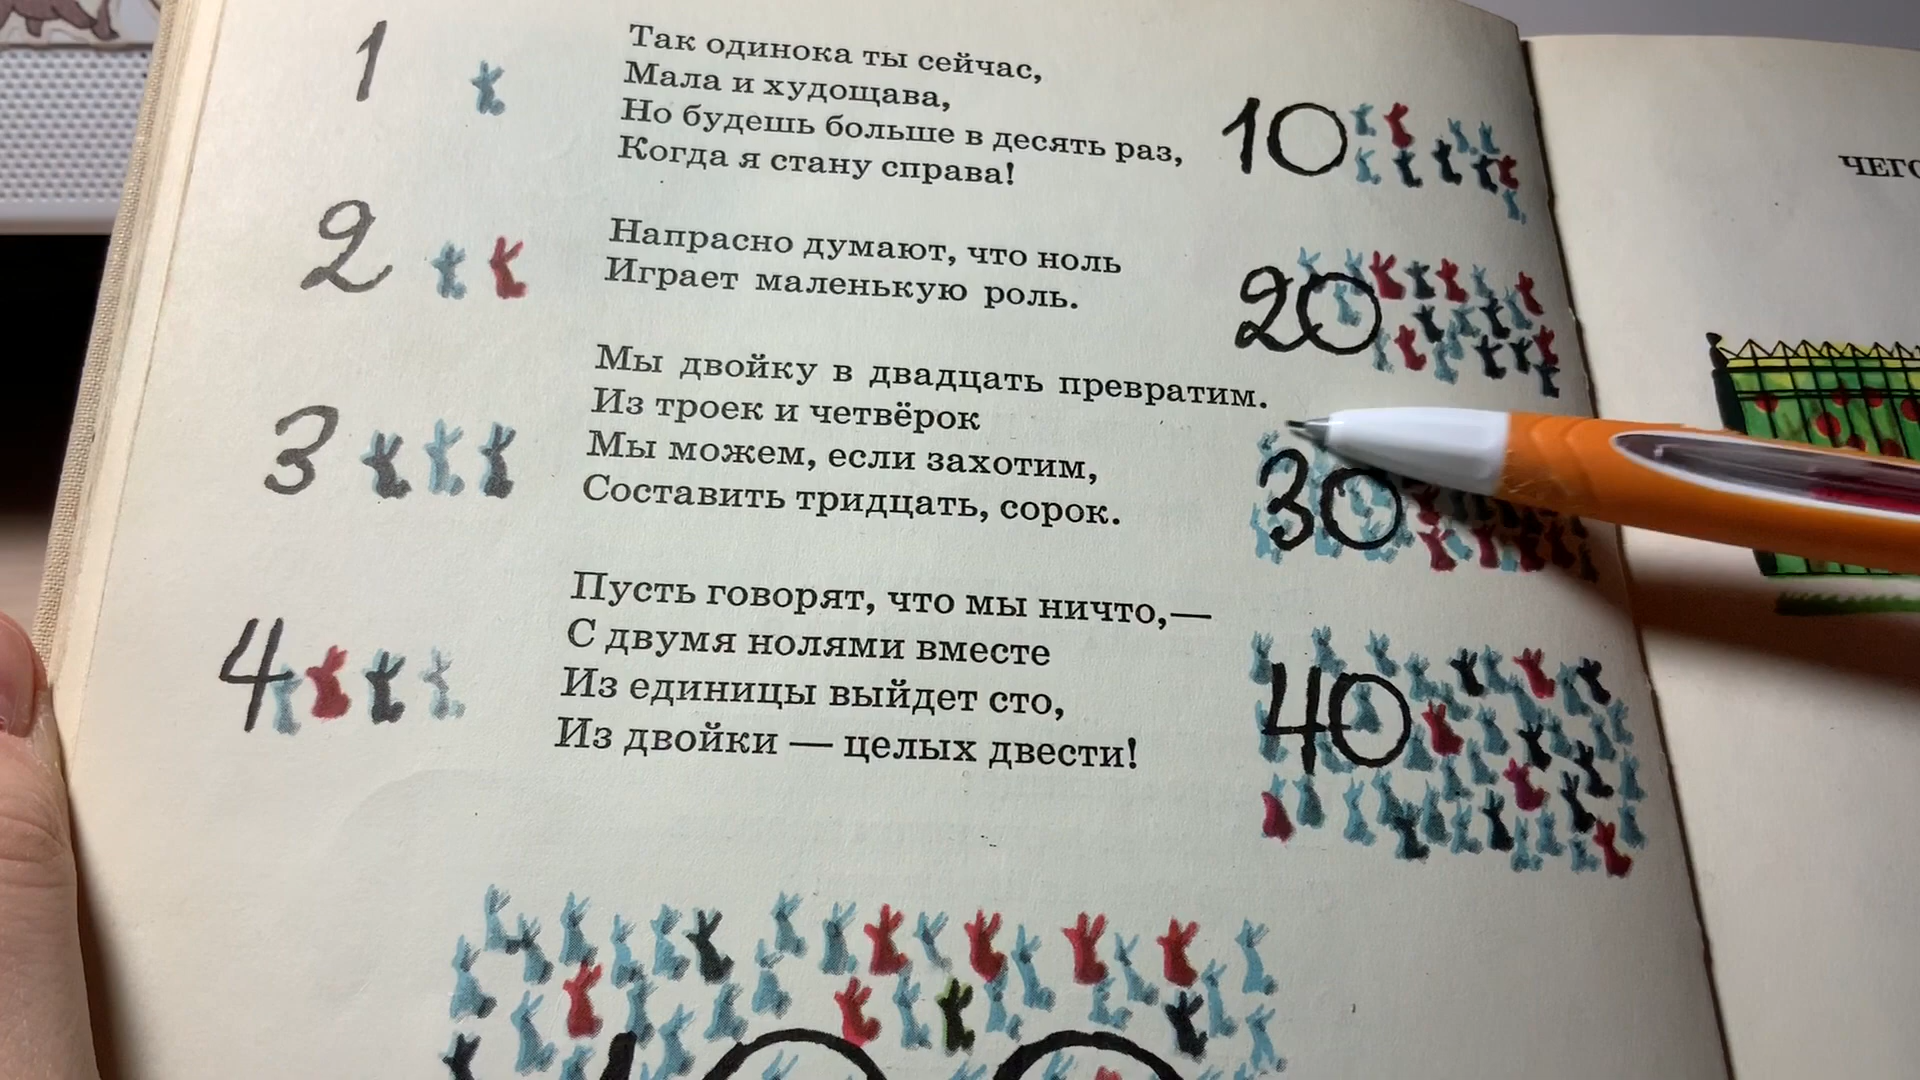 1
Так одинока ты сейчас,
Мала и худощава,
Но будешь больше в десять раз,
Когда я стану справа!
10
2
Напрасно думают, что ноль
Играет маленькую роль.
20
Мы двойку в двадцать превратим.
Из троек и четвёрок
Мы можем, если захотим,
Составить тридцать, сорок.
3
30
Пусть говорят, что мы ничто,—
С двумя нолями вместе
Из единицы выйдет сто,
Из двойки — целых двести!
4
40